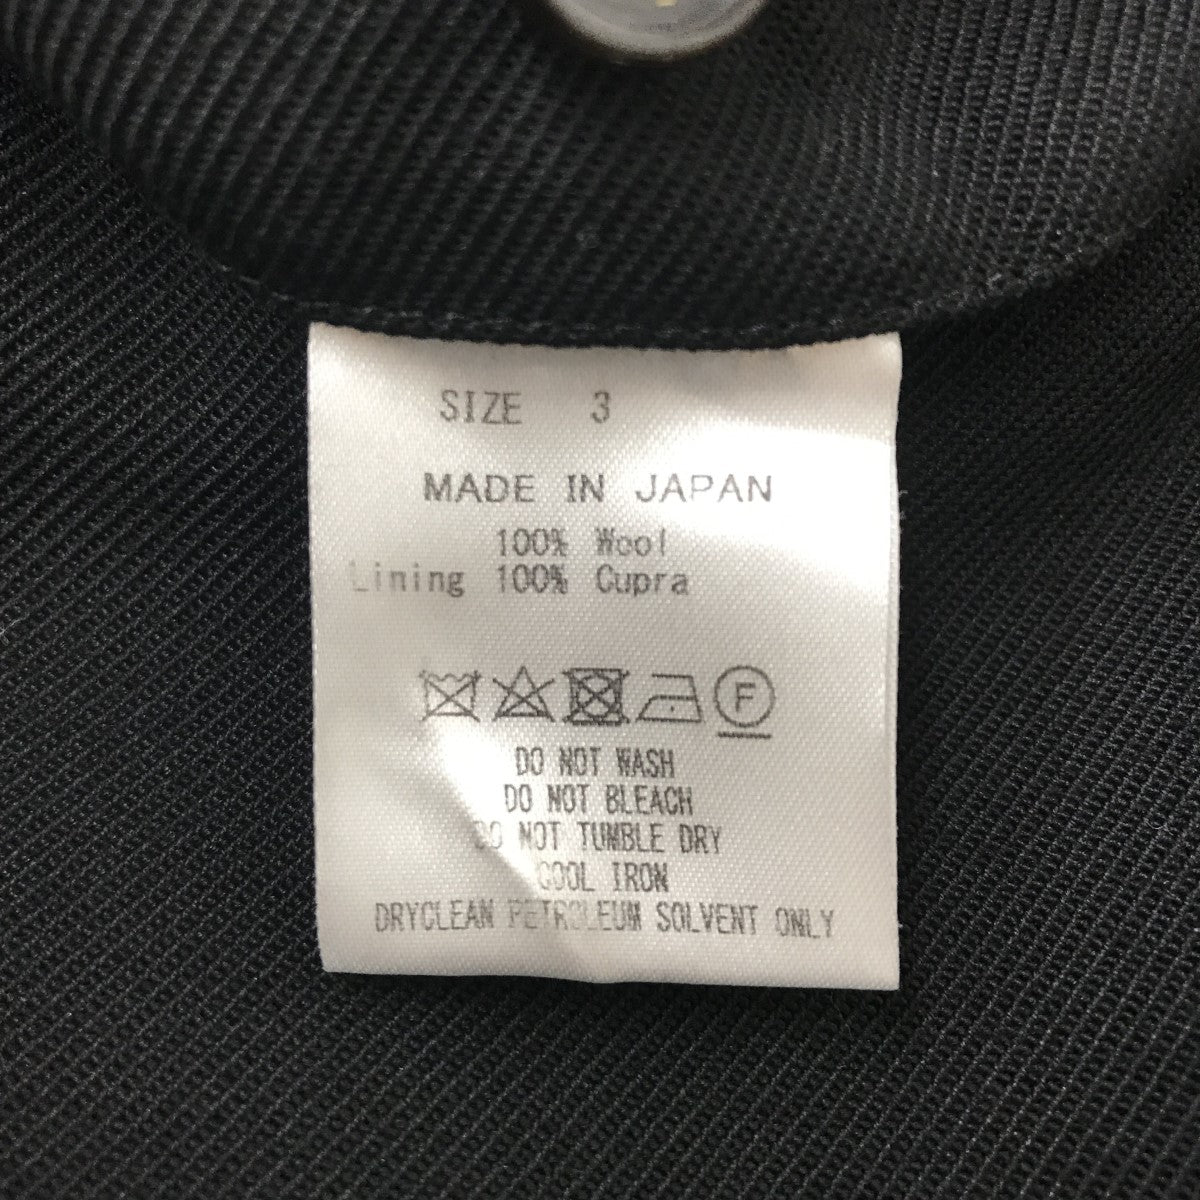 SIZE 3
MADE IN JAPAN
100% Wool
Lining 100% Cupra
F
DO NOT WASH
DO NOT BLEACH
DO NOT TUMBLE DRY
COOL IRON
DRYCLEAN PETROLEUM SOLVENT ONLY